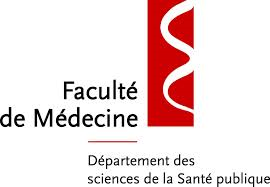 Faculté
de Médecine
Département des
sciences de la Santé publique